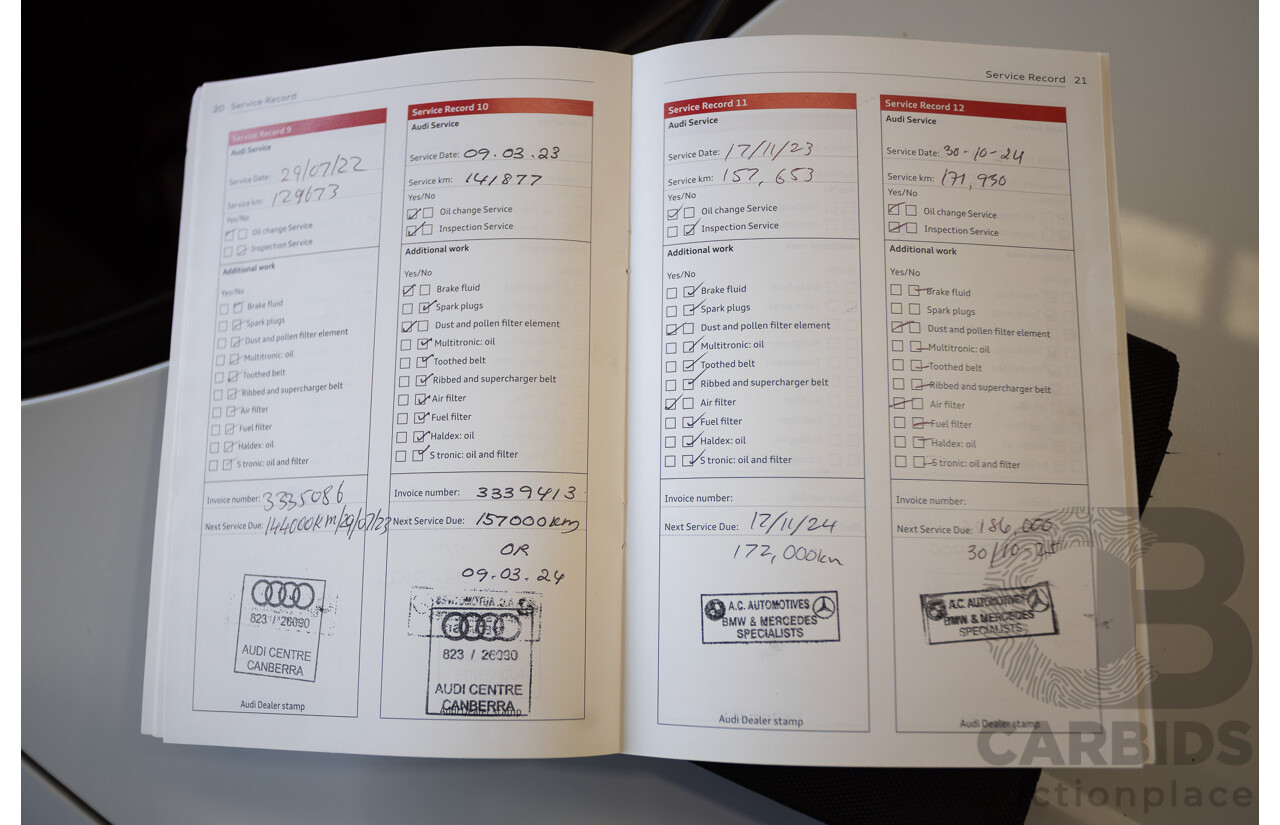 20 Service Record
Service Record 9
Audi Service
Service Date: 29/07/22
Service km: 129673
Yes/No
Oil change Service
Inspection Service
Additional work
Yes/No
Brake fluid
Spark plugs
Dust and pollen filter element
Multitronic: oil
Toothed belt
Ribbed and supercharger belt
Air filter
Fuel filter
Haldex: oil
S tronic: oil and filter
Invoice number: 3335086
Next Service Due: 144000km/29/07/23
823 / 26090
AUDI CENTRE
CANBERRA
Audi Dealer stamp
Service Record 10
Audi Service
Service Date: 09.03.23
Service km: 141877
Yes/No
Oil change Service
Inspection Service
Additional work
Yes/No
Brake fluid
Spark plugs
Dust and pollen filter element
Multitronic: oil
Toothed belt
Ribbed and supercharger belt
Air filter
Fuel filter
Haldex: oil
S tronic: oil and filter
Invoice number: 3339413
Next Service Due: 157000km
OR
09.03.24
823 / 26090
AUDI CENTRE
CANBERRA
Audi Dealer stamp
Service Record 21
Service Record 11
Audi Service
Service Date: 17/11/23
Service km: 157,653
Yes/No
Oil change Service
Inspection Service
Additional work
Yes/No
Brake fluid
Spark plugs
Dust and pollen filter element
Multitronic: oil
Toothed belt
Ribbed and supercharger belt
Air filter
Fuel filter
Haldex: oil
S tronic: oil and filter
Invoice number:
Next Service Due: 17/11/24
172,000km
A.C. AUTOMOTIVES
BMW & MERCEDES
SPECIALISTS
Audi Dealer stamp
Service Record 12
Audi Service
Service Date: 30-10-24
Service km: 171,930
Yes/No
Oil change Service
Inspection Service
Additional work
Yes/No
Brake fluid
Spark plugs
Dust and pollen filter element
Multitronic: oil
Toothed belt
Ribbed and supercharger belt
Air filter
Fuel filter
Haldex: oil
S tronic: oil and filter
Invoice number:
Next Service Due: 186,000
30/10-25
A.C. AUTOMOTIVES
BMW & MERCEDES
SPECIALISTS
Audi Dealer stamp
CB
CARBIDS
ctionplace